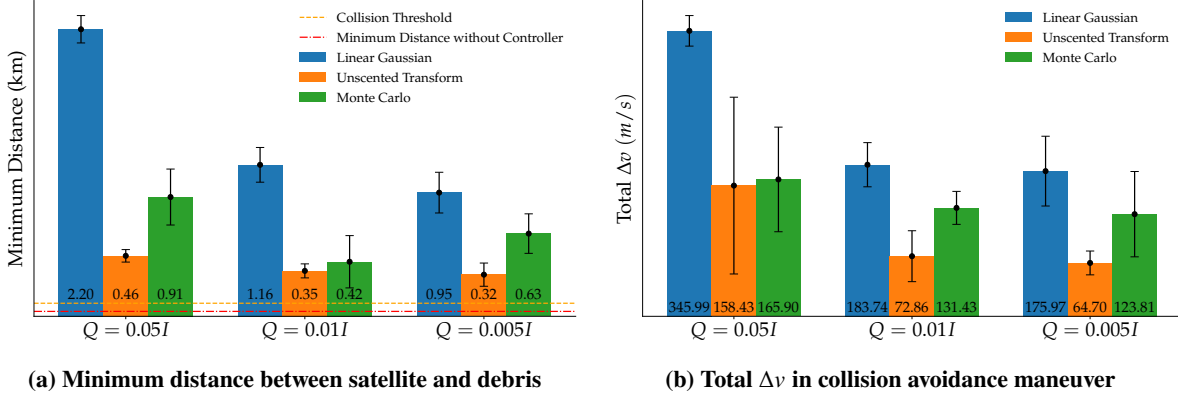 Collision Threshold
Minimum Distance without Controller
Linear Gaussian
Unscented Transform
Monte Carlo
Minimum Distance (km)
2.20 0.46 0.91 1.16 0.35 0.42 0.95 0.32 0.63
Q = 0.05I Q = 0.01I Q = 0.005I
(a) Minimum distance between satellite and debris
Linear Gaussian
Unscented Transform
Monte Carlo
Total Δv (m/s)
345.99 158.43 165.90 183.74 72.86 131.43 175.97 64.70 123.81
Q = 0.05I Q = 0.01I Q = 0.005I
(b) Total Δv in collision avoidance maneuver